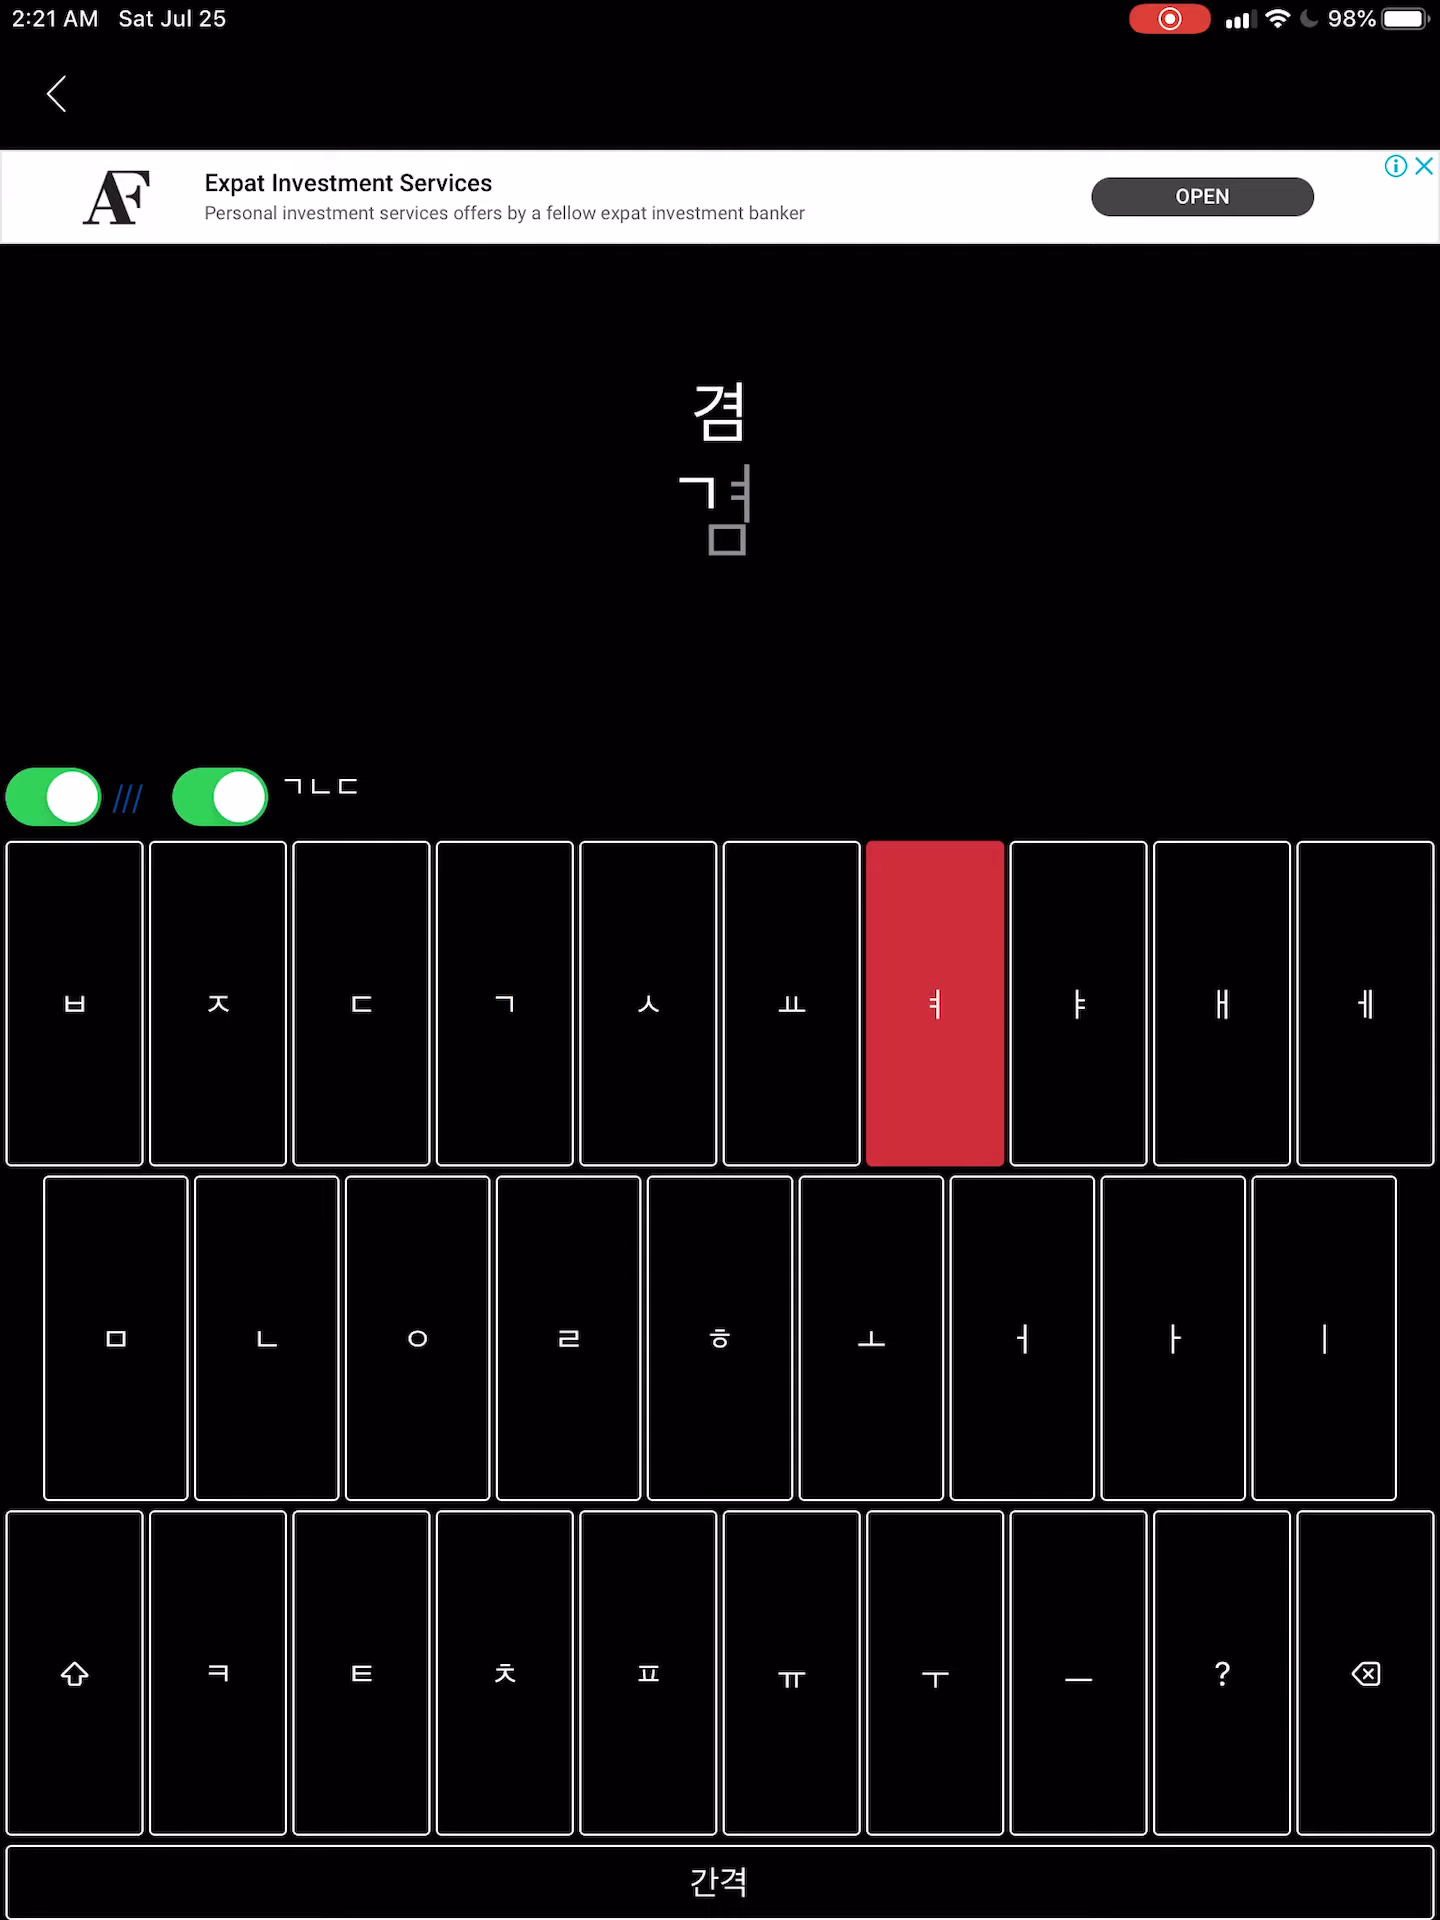 2:21 AM Sat Jul 25 98%
AF
Expat Investment Services
Personal investment services offers by a fellow expat investment banker
OPEN
겸
ㄱㅕㅁ
/// ㄱㄴㄷ
ㅂ ㅈ ㄷ ㄱ ㅅ ㅛ ㅕ ㅑ ㅐ ㅔ
ㅁ ㄴ ㅇ ㄹ ㅎ ㅗ ㅓ ㅏ ㅣ
ㅋ ㅌ ㅊ ㅍ ㅠ ㅜ ㅡ ?
간격